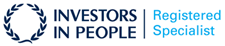 INVESTORS
IN PEOPLE
Registered
Specialist